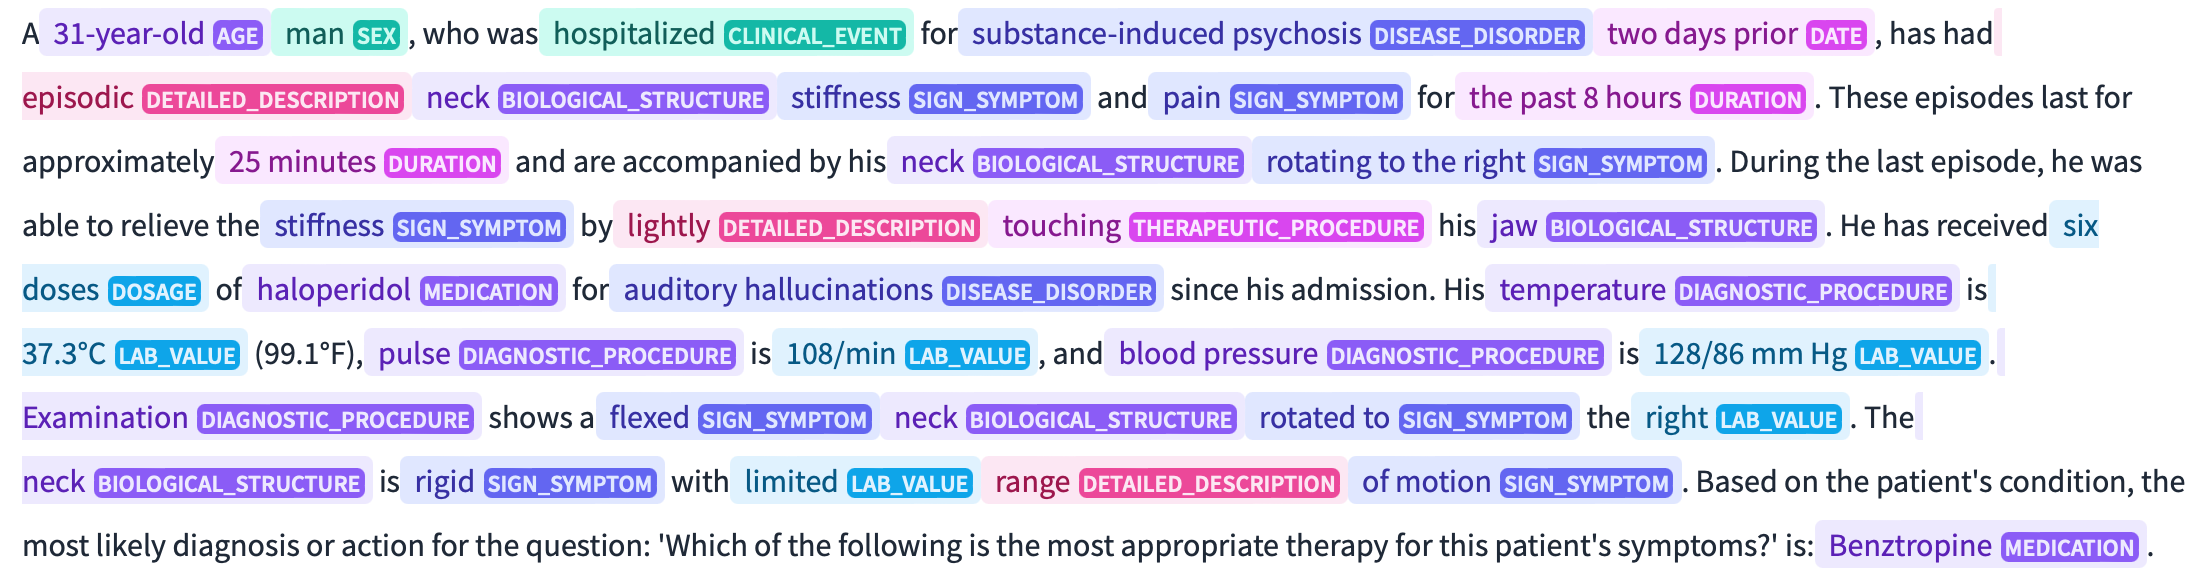 A 31-year-old AGE man SEX , who was hospitalized CLINICAL_EVENT for substance-induced psychosis DISEASE_DISORDER two days prior DATE , has had
episodic DETAILED_DESCRIPTION neck BIOLOGICAL_STRUCTURE stiffness SIGN_SYMPTOM and pain SIGN_SYMPTOM for the past 8 hours DURATION . These episodes last for
approximately 25 minutes DURATION and are accompanied by his neck BIOLOGICAL_STRUCTURE rotating to the right SIGN_SYMPTOM . During the last episode, he was
able to relieve the stiffness SIGN_SYMPTOM by lightly DETAILED_DESCRIPTION touching THERAPEUTIC_PROCEDURE his jaw BIOLOGICAL_STRUCTURE . He has received six
doses DOSAGE of haloperidol MEDICATION for auditory hallucinations DISEASE_DISORDER since his admission. His temperature DIAGNOSTIC_PROCEDURE is
37.3°C LAB_VALUE (99.1°F), pulse DIAGNOSTIC_PROCEDURE is 108/min LAB_VALUE , and blood pressure DIAGNOSTIC_PROCEDURE is 128/86 mm Hg LAB_VALUE .
Examination DIAGNOSTIC_PROCEDURE shows a flexed SIGN_SYMPTOM neck BIOLOGICAL_STRUCTURE rotated to SIGN_SYMPTOM the right LAB_VALUE . The
neck BIOLOGICAL_STRUCTURE is rigid SIGN_SYMPTOM with limited LAB_VALUE range DETAILED_DESCRIPTION of motion SIGN_SYMPTOM . Based on the patient's condition, the
most likely diagnosis or action for the question: 'Which of the following is the most appropriate therapy for this patient's symptoms?' is: Benztropine MEDICATION .